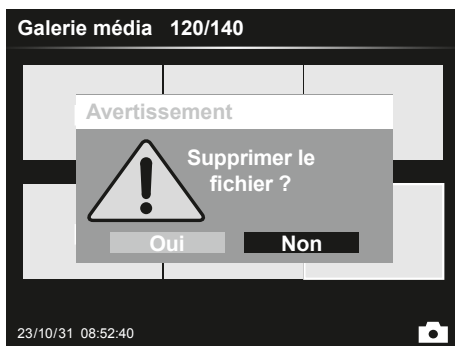 Galerie média 120/140
Avertissement
Supprimer le
fichier ?
Oui Non
23/10/31 08:52:40